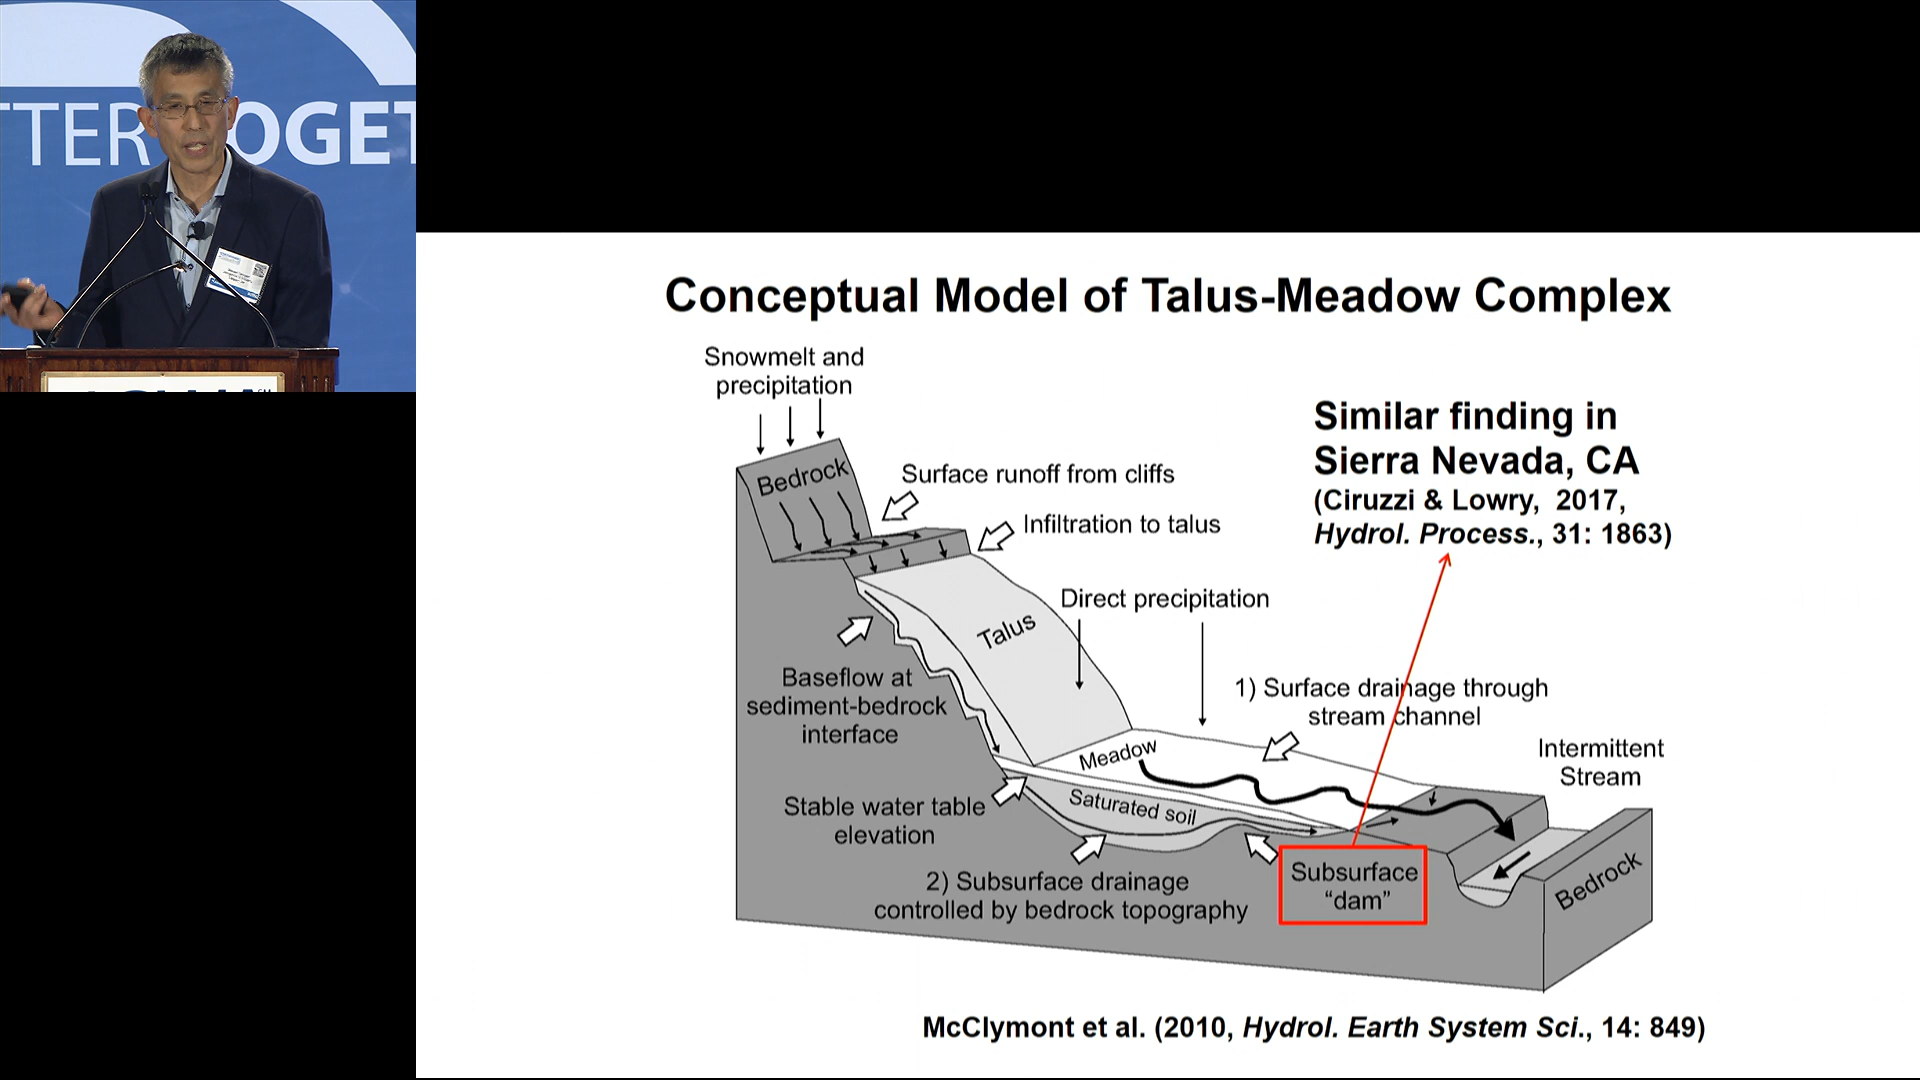 TTER TOGET
Conceptual Model of Talus-Meadow Complex
Snowmelt and
precipitation
Similar finding in
Sierra Nevada, CA
(Ciruzzi & Lowry, 2017,
Hydrol. Process., 31: 1863)
Bedrock
Surface runoff from cliffs
Infiltration to talus
Direct precipitation
Talus
Baseflow at
sediment-bedrock
interface
1) Surface drainage through
stream channel
Meadow
Intermittent
Stream
Stable water table
elevation
Saturated soil
2) Subsurface drainage
controlled by bedrock topography
Subsurface
“dam”
Bedrock
McClymont et al. (2010, Hydrol. Earth System Sci., 14: 849)